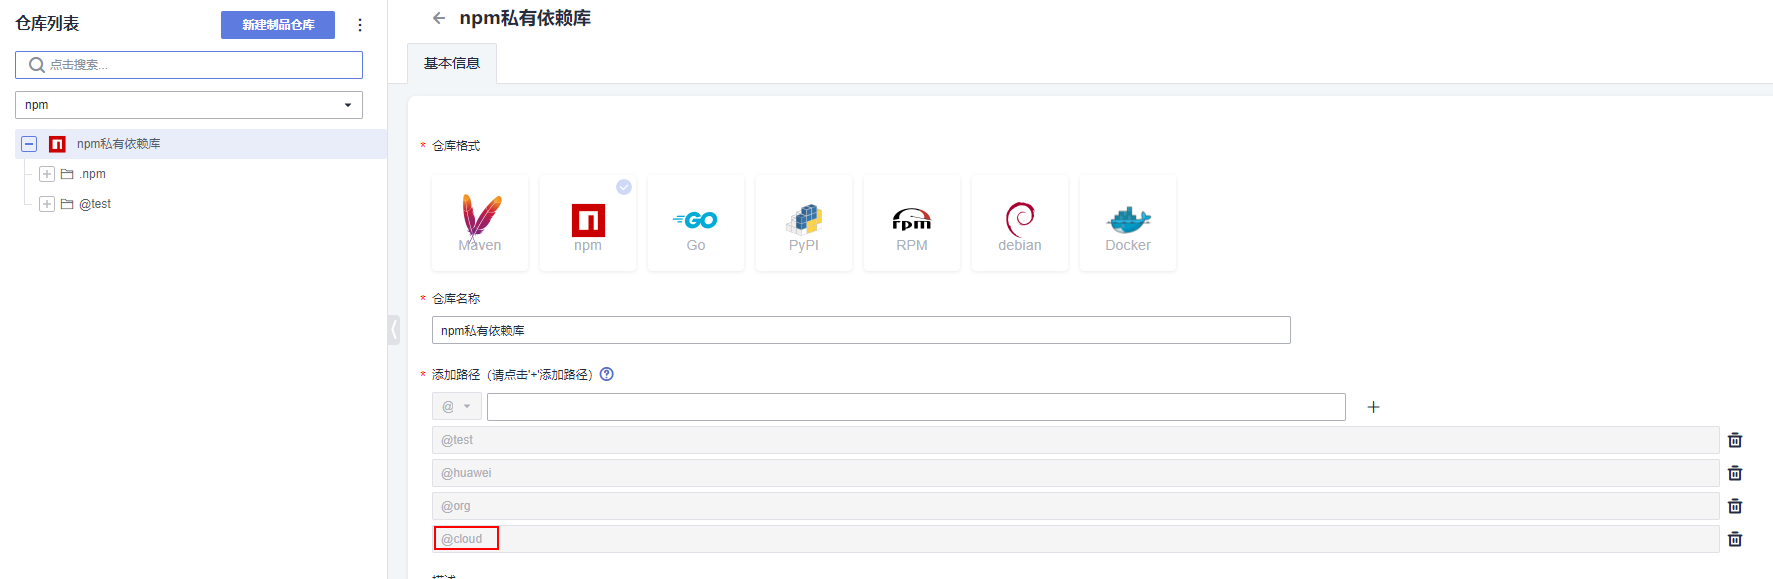 仓库列表
新建制品仓库
点击搜索...
npm
npm私有依赖库
.npm
@test
npm私有依赖库
基本信息
* 仓库格式
Maven
npm
GO
Go
PyPI
rpm
RPM
debian
Docker
* 仓库名称
npm私有依赖库
* 添加路径（请点击'+'添加路径）
@
@test
@huawei
@org
@cloud